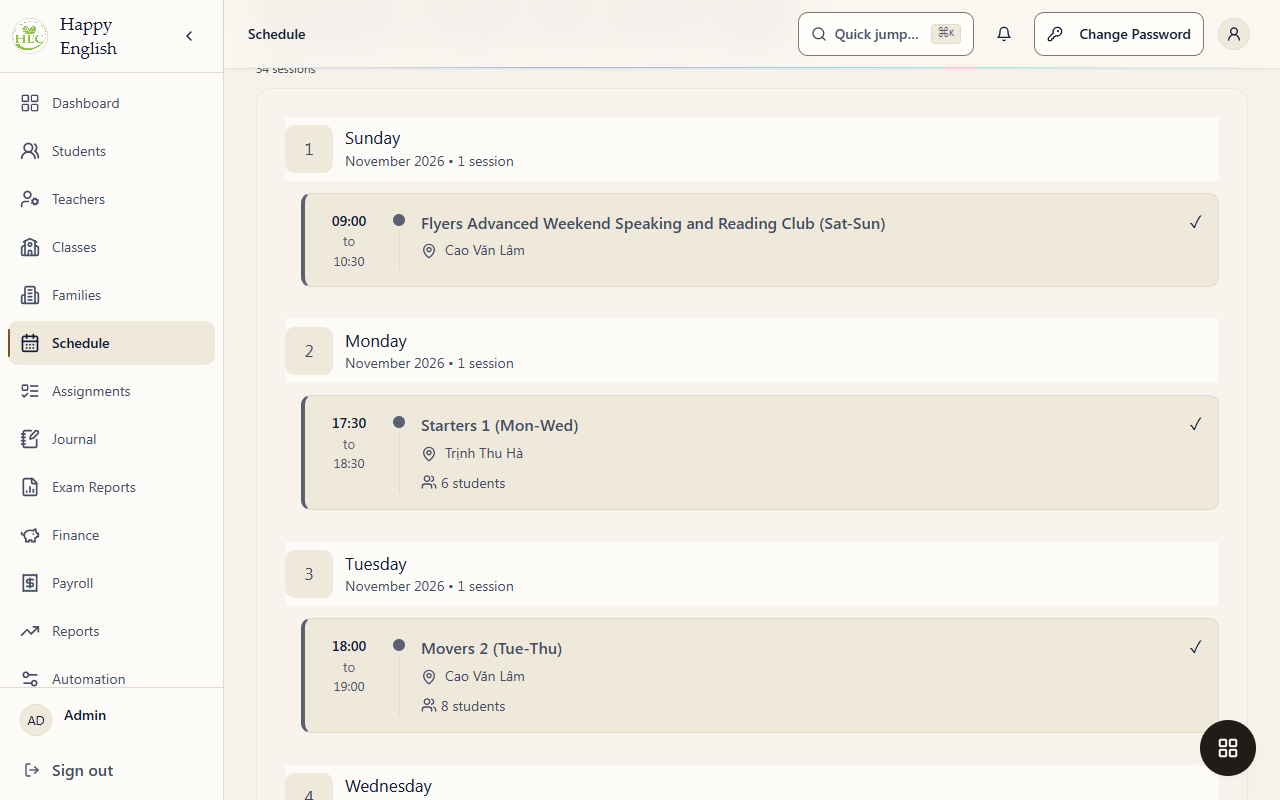 HEC
Happy
English
Dashboard
Students
Teachers
Classes
Families
Schedule
Assignments
Journal
Exam Reports
Finance
Payroll
Reports
Automation
AD
Admin
Sign out
Schedule
Quick jump...
⌘K
Change Password
34 sessions
1
Sunday
November 2026 • 1 session
09:00
to
10:30
Flyers Advanced Weekend Speaking and Reading Club (Sat-Sun)
✓
Cao Văn Lâm
2
Monday
November 2026 • 1 session
17:30
to
18:30
Starters 1 (Mon-Wed)
✓
Trịnh Thu Hà
6 students
3
Tuesday
November 2026 • 1 session
18:00
to
19:00
Movers 2 (Tue-Thu)
✓
Cao Văn Lâm
8 students
4
Wednesday